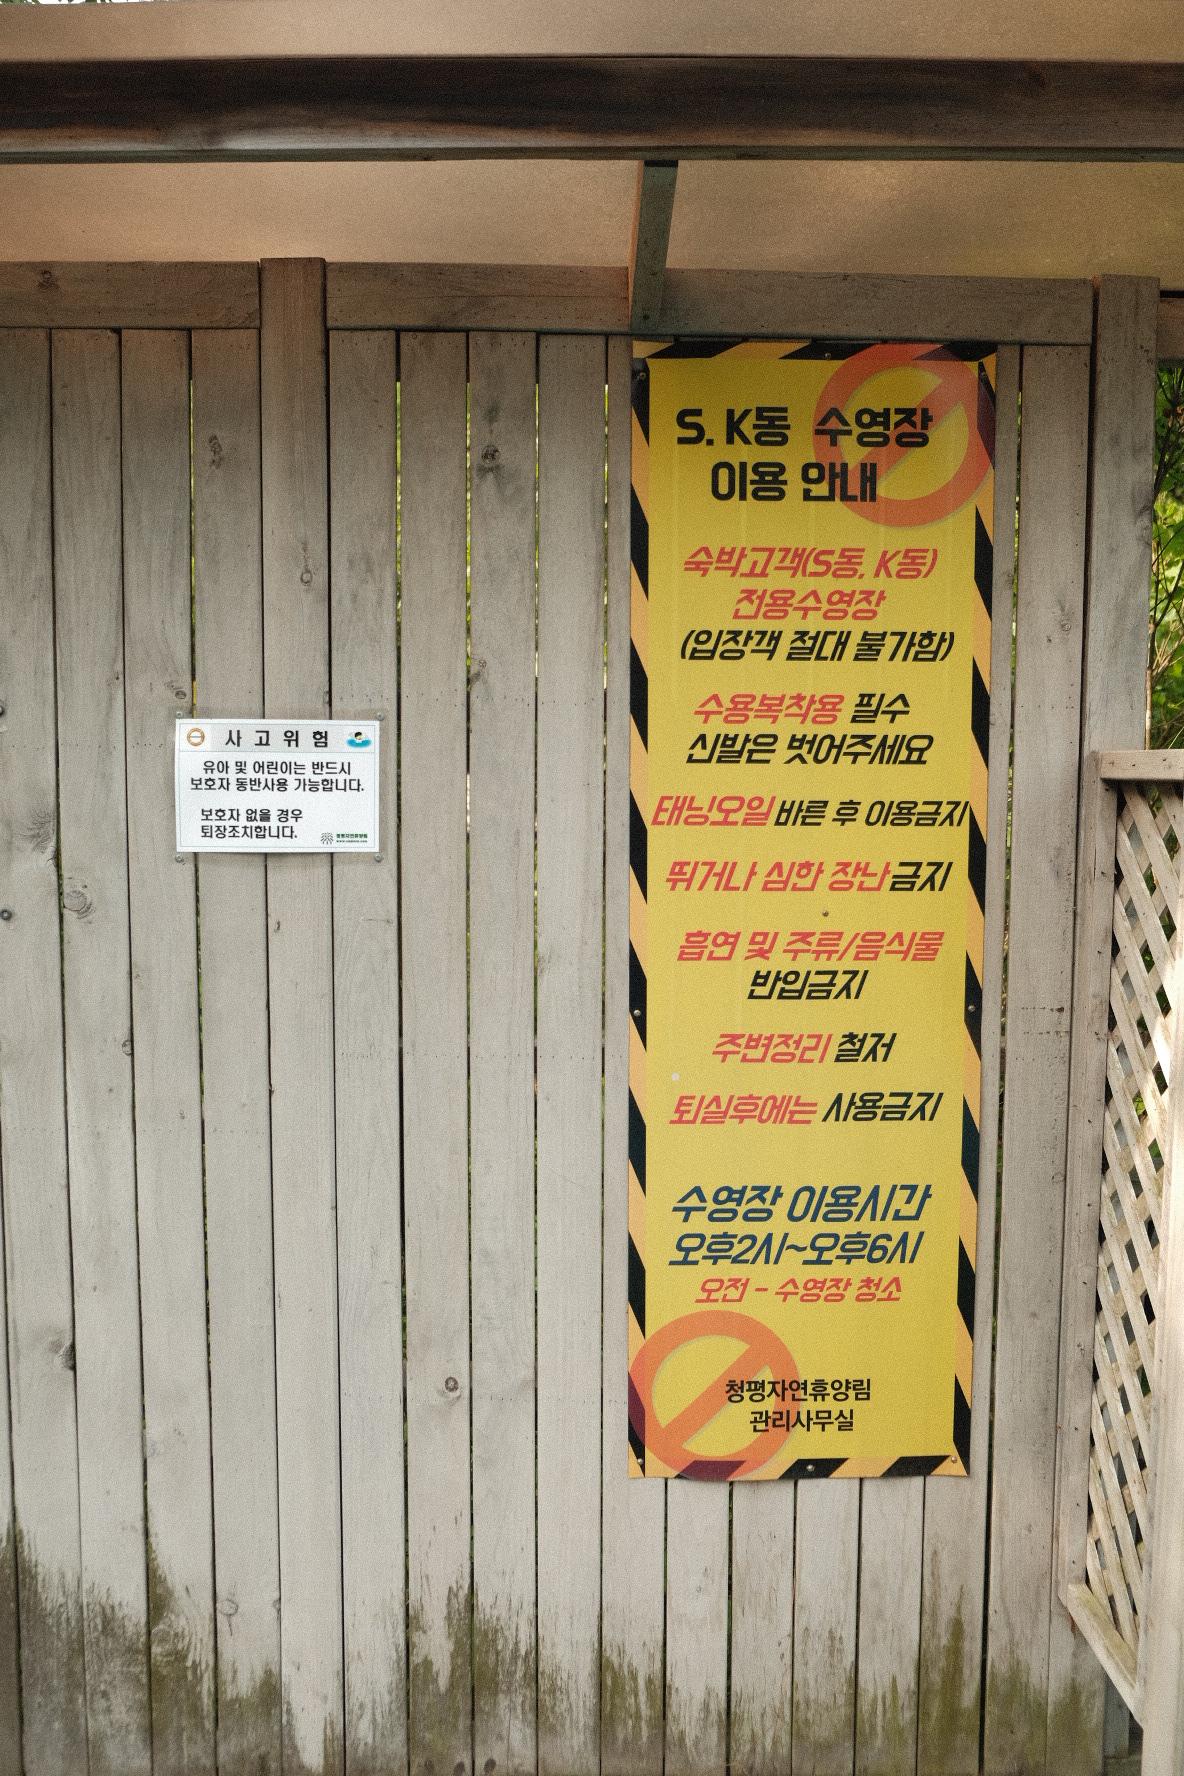 사고위험
유아 및 어린이는 반드시
보호자 동반사용 가능합니다.
보호자 없을 경우
퇴장조치합니다.
청평자연휴양림
S. K동 수영장
이용 안내
숙박고객(S동, K동)
전용수영장
(입장객 절대 불가함)
수용복착용 필수
신발은 벗어주세요
태닝오일 바른 후 이용금지
뛰거나 심한 장난금지
흡연 및 주류/음식물
반입금지
주변정리 철저
퇴실후에는 사용금지
수영장 이용시간
오후2시~오후6시
오전 - 수영장 청소
청평자연휴양림
관리사무실